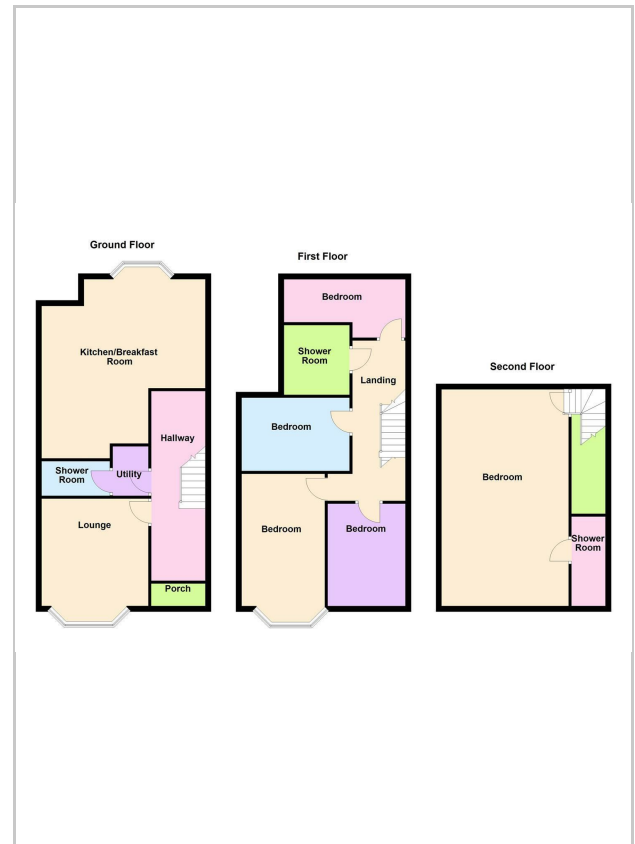 Ground Floor
Kitchen/Breakfast
Room
Hallway
Shower
Room
Utility
Lounge
Porch
First Floor
Bedroom
Shower
Room
Landing
Bedroom
Bedroom
Bedroom
Second Floor
Bedroom
Shower
Room